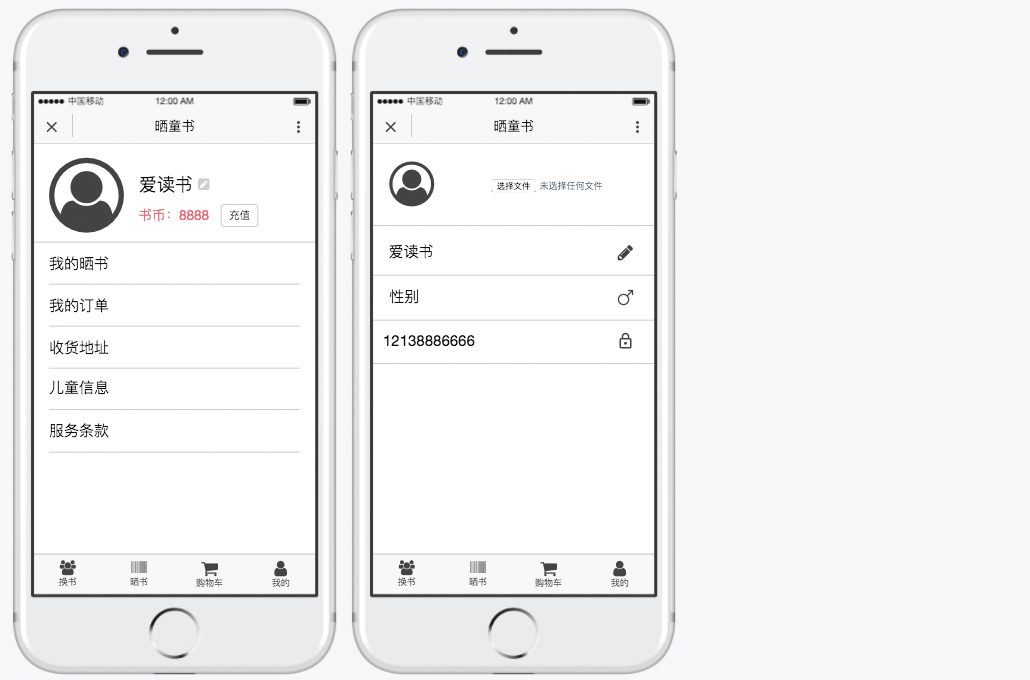 中国移动 12:00 AM
晒童书
爱读书
书币：8888 充值
我的晒书
我的订单
收货地址
儿童信息
服务条款
换书 晒书 购物车 我的
中国移动 12:00 AM
晒童书
选择文件 未选择任何文件
爱读书
性别
12138886666
换书 晒书 购物车 我的